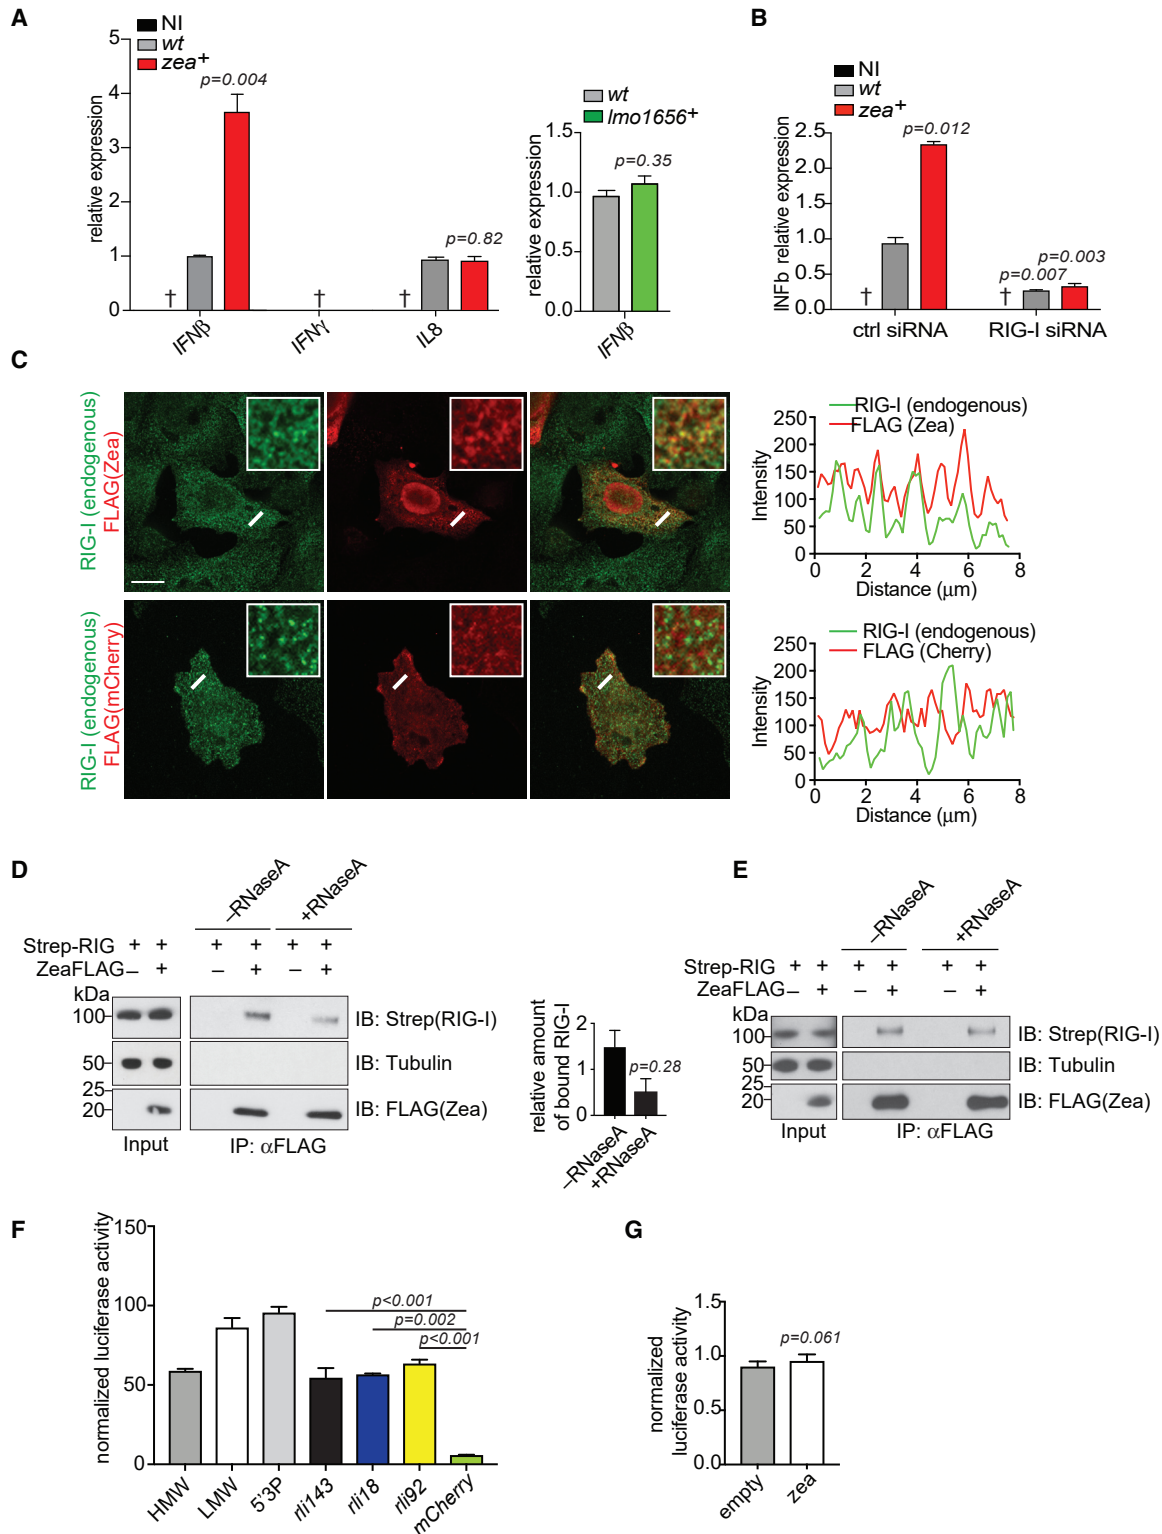 A
NI
wt
zea+
p=0.004
p=0.82
relative expression
5
4
3
2
1
0
†
†
†
IFNβ
IFNγ
IL8
wt
lmo1656+
p=0.35
relative expression
1.5
1.0
0.5
0.0
IFNβ
B
NI
wt
zea+
p=0.012
p=0.003
p=0.007
INFb relative expression
2.5
2.0
1.5
1.0
0.5
0.0
†
†
ctrl siRNA
RIG-I siRNA
C
RIG-I (endogenous)
FLAG(Zea)
RIG-I (endogenous)
FLAG (Zea)
Intensity
250
200
150
100
50
0
0 2 4 6 8
Distance (μm)
RIG-I (endogenous)
FLAG(mCherry)
RIG-I (endogenous)
FLAG (Cherry)
Intensity
250
200
150
100
50
0
0 2 4 6 8
Distance (μm)
D
–RNaseA
+RNaseA
Strep-RIG + + + + + +
ZeaFLAG – + – + – +
kDa
100
50
25
20
IB: Strep(RIG-I)
IB: Tubulin
IB: FLAG(Zea)
Input
IP: αFLAG
relative amount
of bound RIG-I
2
1
0
p=0.28
–RNaseA
+RNaseA
E
–RNaseA
+RNaseA
Strep-RIG + + + + + +
ZeaFLAG – + – + – +
kDa
100
50
25
20
IB: Strep(RIG-I)
IB: Tubulin
IB: FLAG(Zea)
Input
IP: αFLAG
F
normalized luciferase activity
150
100
50
0
p<0.001
p=0.002
p<0.001
HMW
LMW
5'3P
rli143
rli18
rli92
mCherry
G
normalized
luciferase activity
1.5
1.0
0.5
0.0
p=0.061
empty
zea